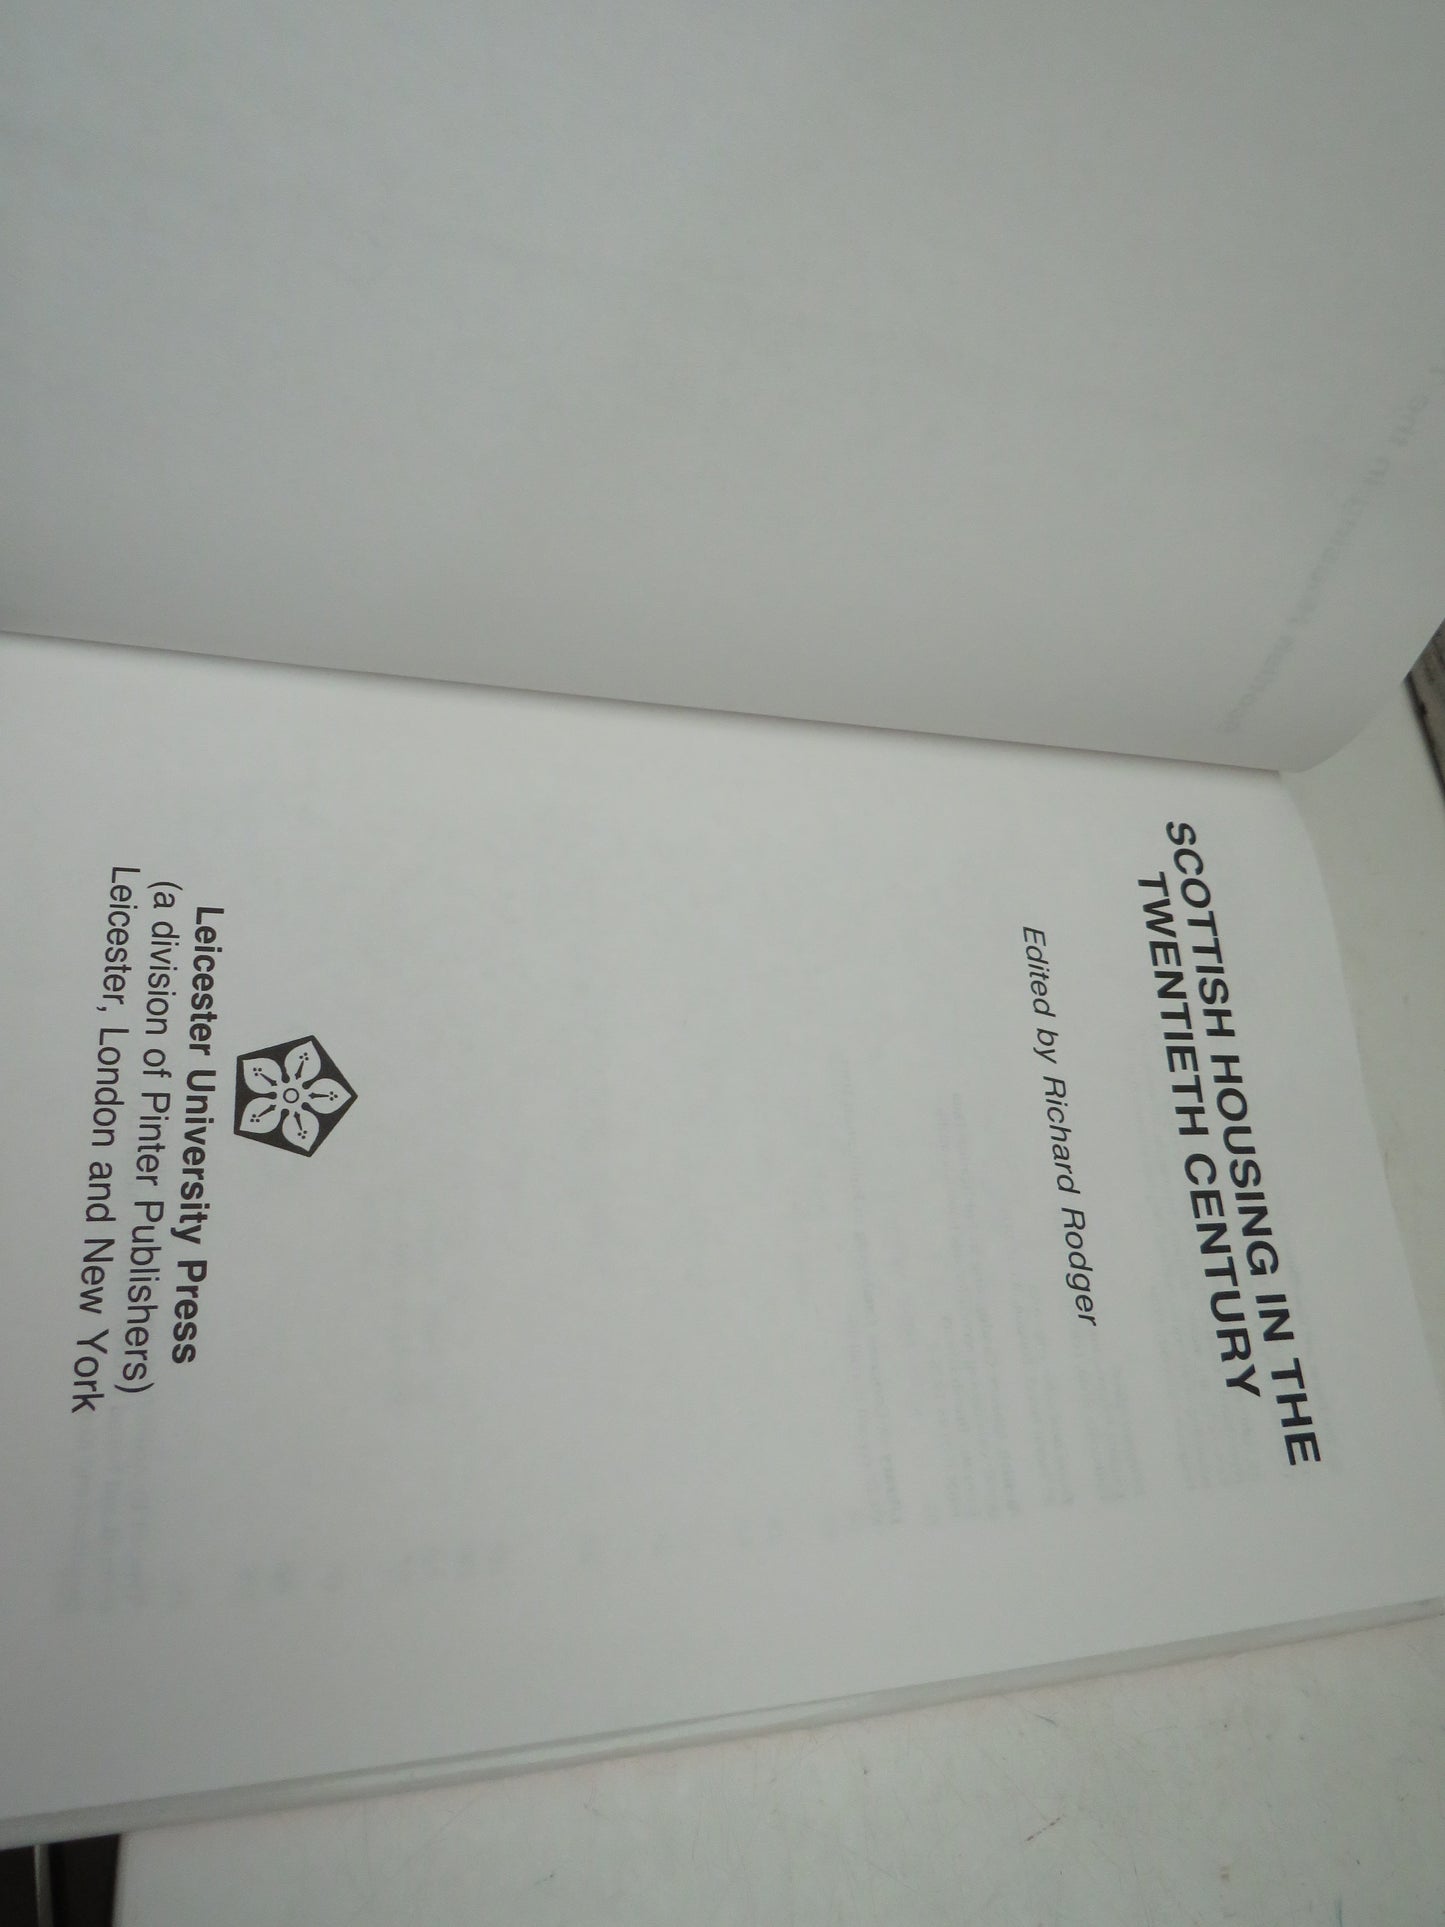 SCOTTISH HOUSING IN THE
TWENTIETH CENTURY
Edited by Richard Rodger
Leicester University Press
(a division of Pinter Publishers)
Leicester, London and New York